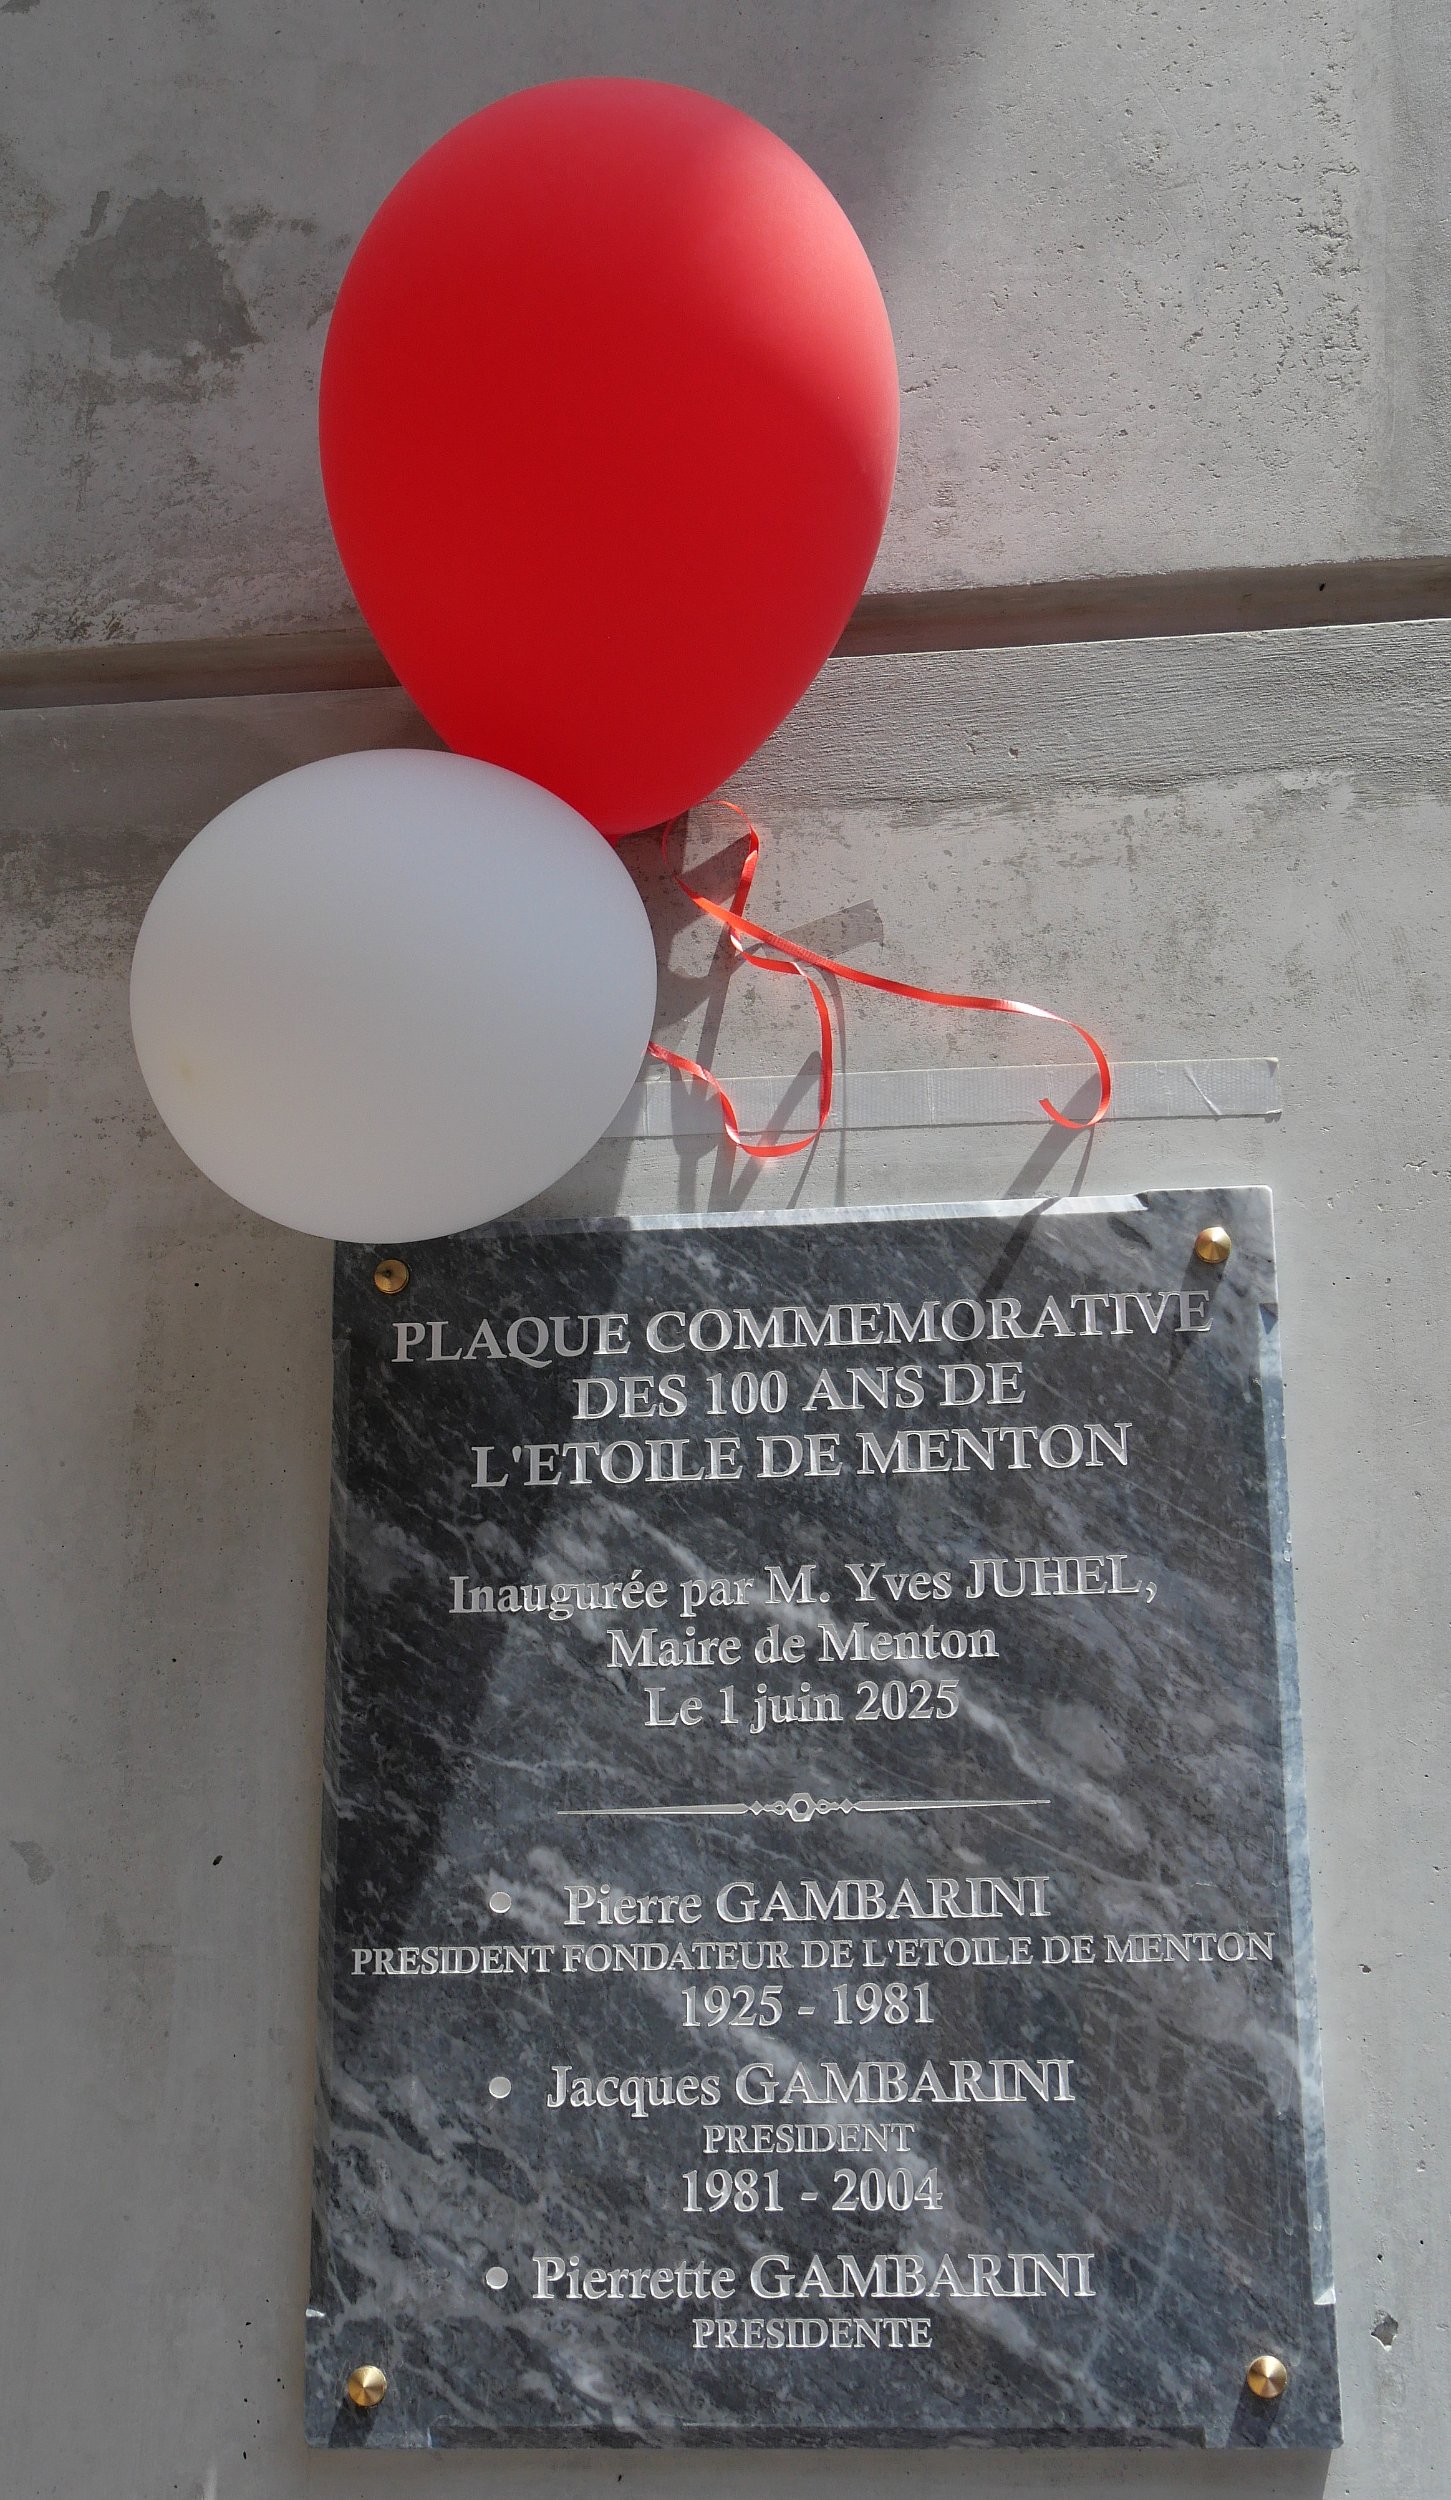 PLAQUE COMMEMORATIVE
DES 100 ANS DE
L'ETOILE DE MENTON
Inaugurée par M. Yves JUHEL,
Maire de Menton
Le 1 juin 2025
• Pierre GAMBARINI
PRESIDENT FONDATEUR DE L'ETOILE DE MENTON
1925 - 1981
• Jacques GAMBARINI
PRESIDENT
1981 - 2004
• Pierrette GAMBARINI
PRESIDENTE